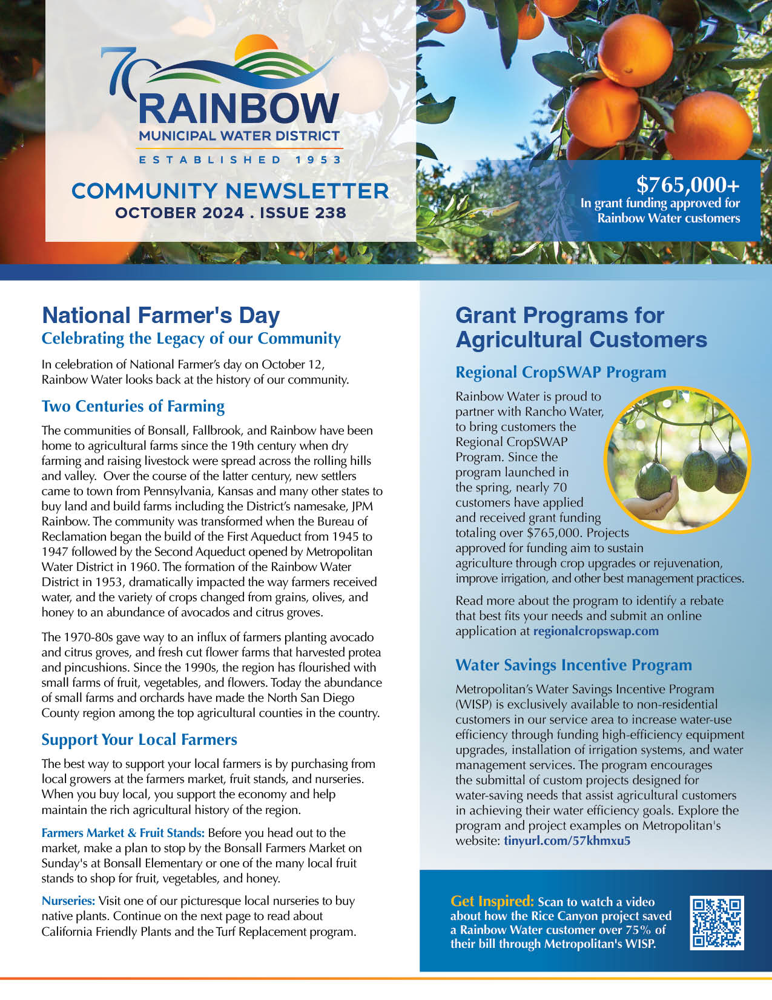 70
RAINBOW
MUNICIPAL WATER DISTRICT
ESTABLISHED 1953
COMMUNITY NEWSLETTER
OCTOBER 2024 . ISSUE 238
$765,000+
In grant funding approved for
Rainbow Water customers
National Farmer's Day
Celebrating the Legacy of our Community
In celebration of National Farmer’s day on October 12,
Rainbow Water looks back at the history of our community.
Two Centuries of Farming
The communities of Bonsall, Fallbrook, and Rainbow have been
home to agricultural farms since the 19th century when dry
farming and raising livestock were spread across the rolling hills
and valley.  Over the course of the latter century, new settlers
came to town from Pennsylvania, Kansas and many other states to
buy land and build farms including the District’s namesake, JPM
Rainbow. The community was transformed when the Bureau of
Reclamation began the build of the First Aqueduct from 1945 to
1947 followed by the Second Aqueduct opened by Metropolitan
Water District in 1960. The formation of the Rainbow Water
District in 1953, dramatically impacted the way farmers received
water, and the variety of crops changed from grains, olives, and
honey to an abundance of avocados and citrus groves.
The 1970-80s gave way to an influx of farmers planting avocado
and citrus groves, and fresh cut flower farms that harvested protea
and pincushions. Since the 1990s, the region has flourished with
small farms of fruit, vegetables, and flowers. Today the abundance
of small farms and orchards have made the North San Diego
County region among the top agricultural counties in the country.
Support Your Local Farmers
The best way to support your local farmers is by purchasing from
local growers at the farmers market, fruit stands, and nurseries.
When you buy local, you support the economy and help
maintain the rich agricultural history of the region.
Farmers Market & Fruit Stands: Before you head out to the
market, make a plan to stop by the Bonsall Farmers Market on
Sunday's at Bonsall Elementary or one of the many local fruit
stands to shop for fruit, vegetables, and honey.
Nurseries: Visit one of our picturesque local nurseries to buy
native plants. Continue on the next page to read about
California Friendly Plants and the Turf Replacement program.
Grant Programs for
Agricultural Customers
Regional CropSWAP Program
Rainbow Water is proud to
partner with Rancho Water,
to bring customers the
Regional CropSWAP
Program. Since the
program launched in
the spring, nearly 70
customers have applied
and received grant funding
totaling over $765,000. Projects
approved for funding aim to sustain
agriculture through crop upgrades or rejuvenation,
improve irrigation, and other best management practices.
Read more about the program to identify a rebate
that best fits your needs and submit an online
application at regionalcropswap.com
Water Savings Incentive Program
Metropolitan’s Water Savings Incentive Program
(WISP) is exclusively available to non-residential
customers in our service area to increase water-use
efficiency through funding high-efficiency equipment
upgrades, installation of irrigation systems, and water
management services. The program encourages
the submittal of custom projects designed for
water-saving needs that assist agricultural customers
in achieving their water efficiency goals. Explore the
program and project examples on Metropolitan's
website: tinyurl.com/57khmxu5
Get Inspired: Scan to watch a video
about how the Rice Canyon project saved
a Rainbow Water customer over 75% of
their bill through Metropolitan's WISP.